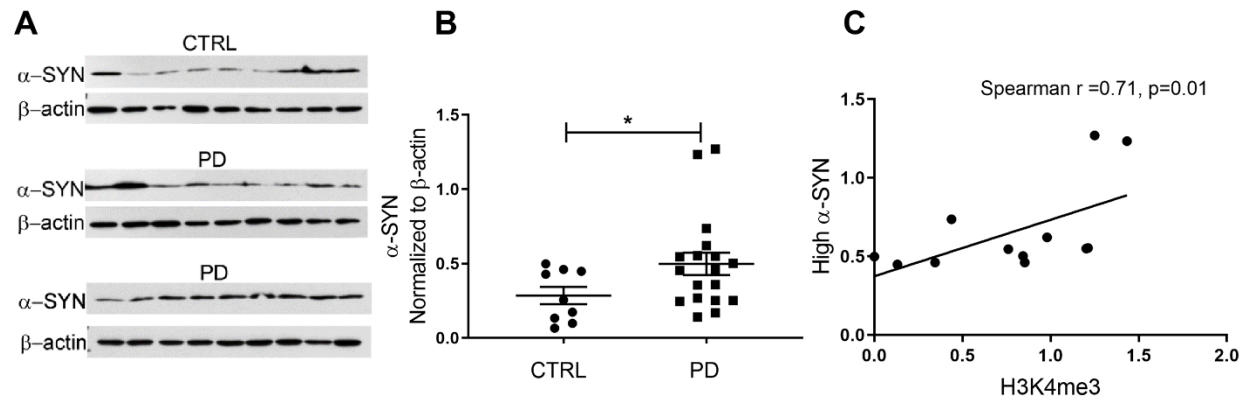 A
CTRL
α–SYN
β–actin
PD
α–SYN
β–actin
PD
α–SYN
β–actin
B
α-SYN
Normalized to β-actin
1.5
1.0
0.5
0.0
*
CTRL
PD
C
Spearman r =0.71, p=0.01
High α-SYN
1.5
1.0
0.5
0.0
0.0
0.5
1.0
1.5
2.0
H3K4me3